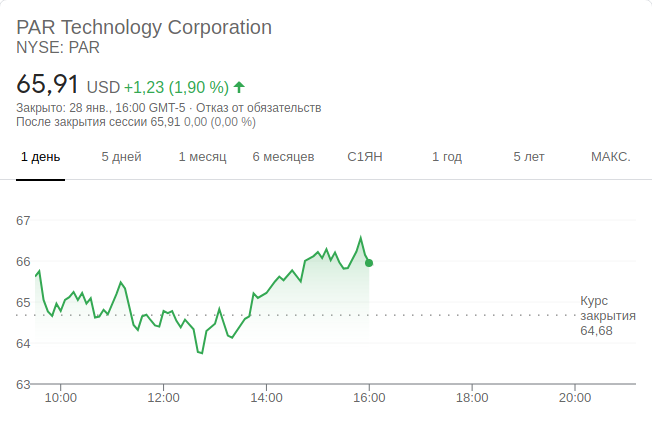 PAR Technology Corporation
NYSE: PAR
65,91 USD +1,23 (1,90 %)
Закрыто: 28 янв., 16:00 GMT-5 · Отказ от обязательств
После закрытия сессии 65,91 0,00 (0,00 %)
1 день 5 дней 1 месяц 6 месяцев С1ЯН 1 год 5 лет МАКС.
67
66
65
64
63
Курс
закрытия
64,68
10:00 12:00 14:00 16:00 18:00 20:00